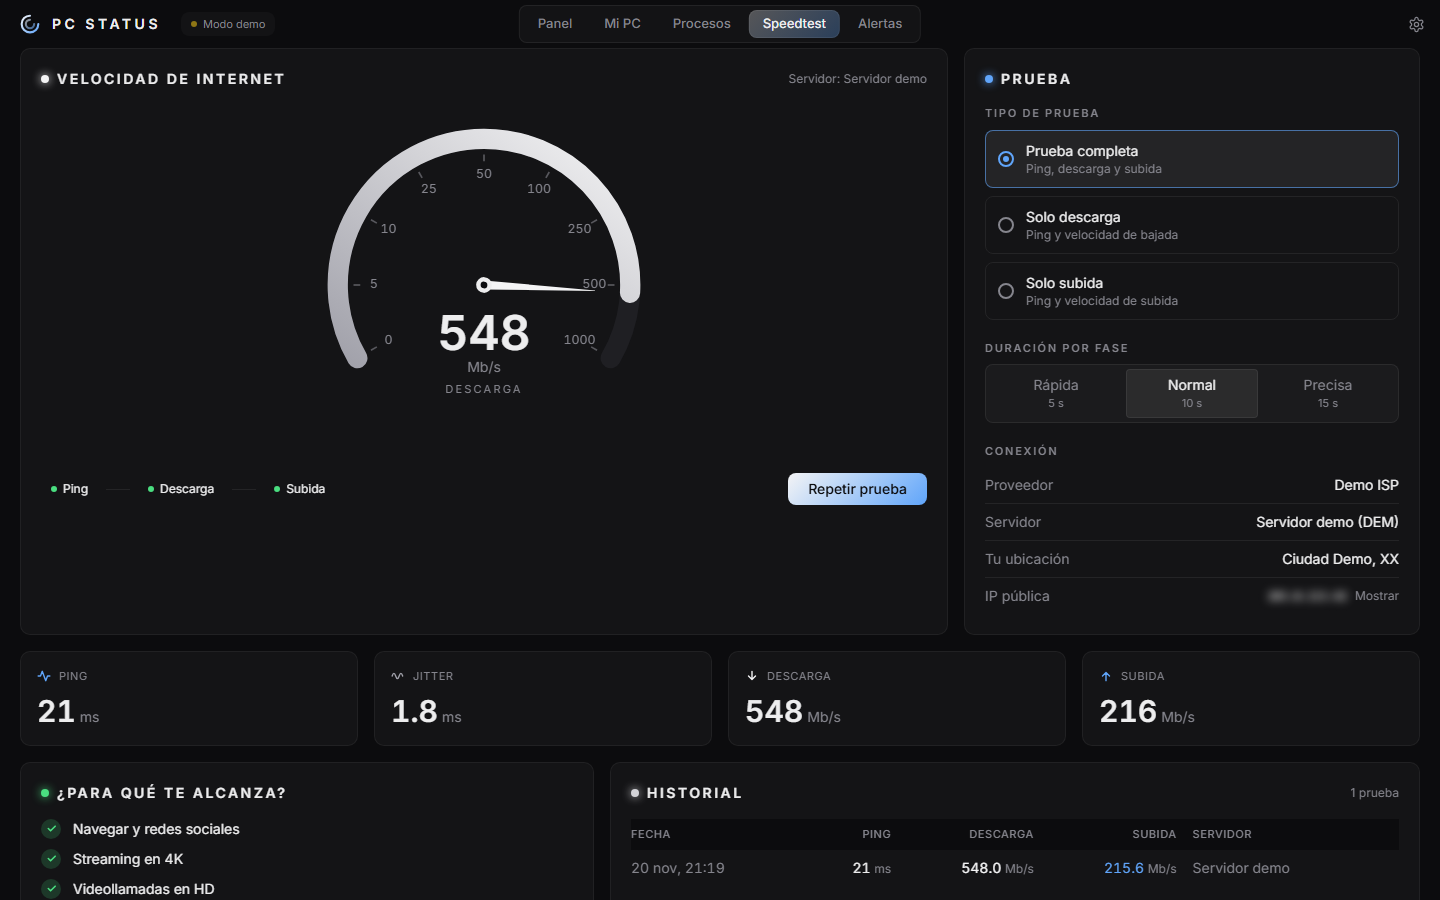 PC STATUS
Modo demo
Panel
Mi PC
Procesos
Speedtest
Alertas
VELOCIDAD DE INTERNET
Servidor: Servidor demo
0
5
10
25
50
100
250
500
1000
548
Mb/s
DESCARGA
Ping
Descarga
Subida
Repetir prueba
PRUEBA
TIPO DE PRUEBA
Prueba completa
Ping, descarga y subida
Solo descarga
Ping y velocidad de bajada
Solo subida
Ping y velocidad de subida
DURACIÓN POR FASE
Rápida
5 s
Normal
10 s
Precisa
15 s
CONEXIÓN
Proveedor Demo ISP
Servidor Servidor demo (DEM)
Tu ubicación Ciudad Demo, XX
IP pública Mostrar
PING
21 ms
JITTER
1.8 ms
DESCARGA
548 Mb/s
SUBIDA
216 Mb/s
¿PARA QUÉ TE ALCANZA?
Navegar y redes sociales
Streaming en 4K
Videollamadas en HD
HISTORIAL
1 prueba
FECHA PING DESCARGA SUBIDA SERVIDOR
20 nov, 21:19 21 ms 548.0 Mb/s 215.6 Mb/s Servidor demo